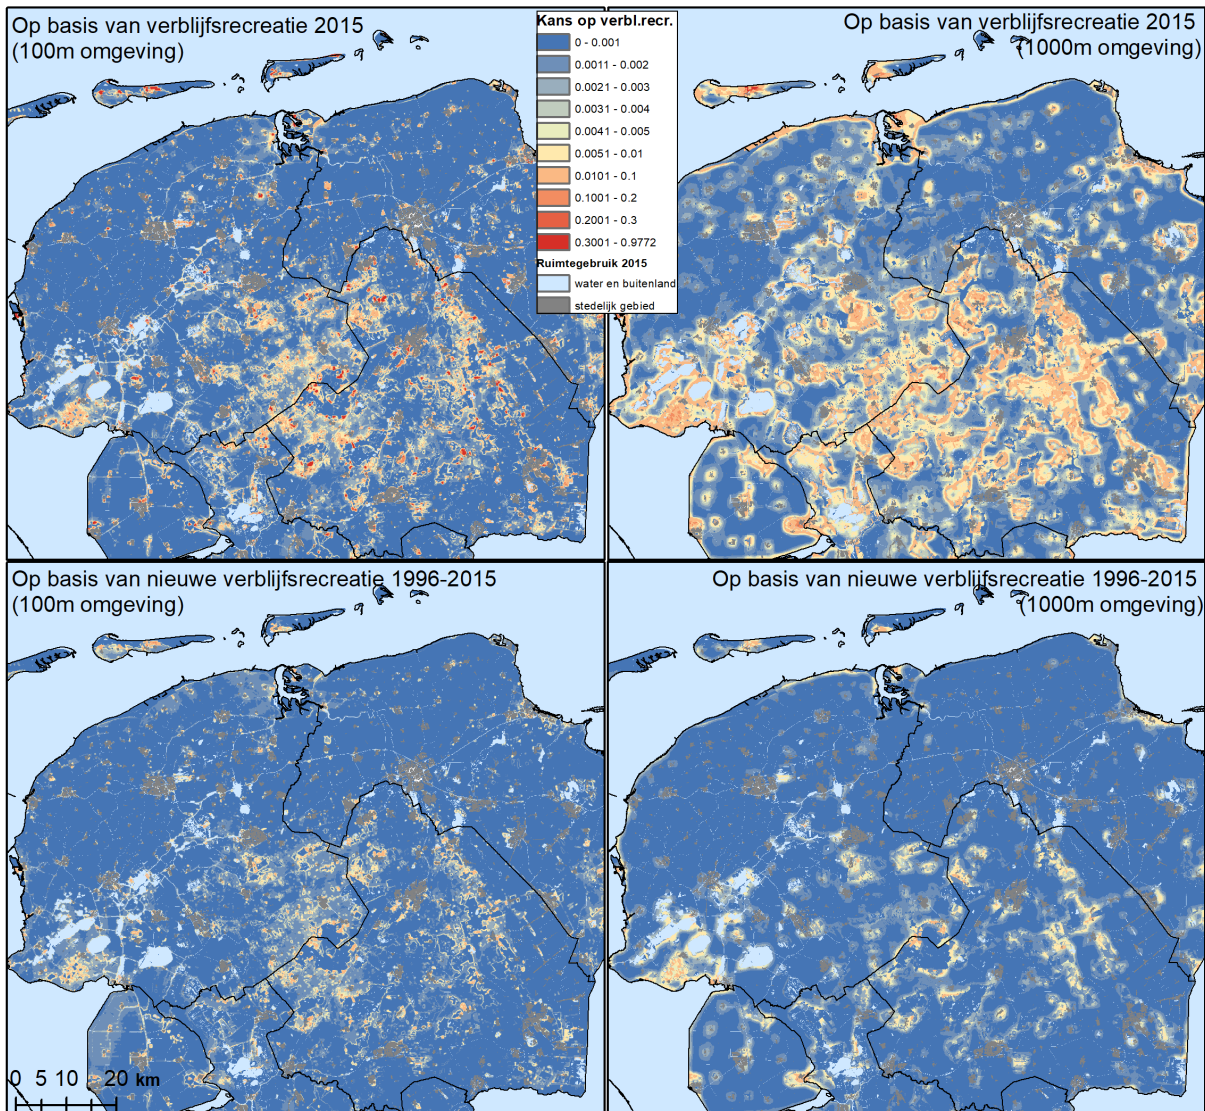 Op basis van verblijfsrecreatie 2015
(100m omgeving)
Kans op verbl.recr.
0 - 0.001
0.0011 - 0.002
0.0021 - 0.003
0.0031 - 0.004
0.0041 - 0.005
0.0051 - 0.01
0.0101 - 0.1
0.1001 - 0.2
0.2001 - 0.3
0.3001 - 0.9772
Ruimtegebruik 2015
water en buitenland
stedelijk gebied
Op basis van verblijfsrecreatie 2015
(1000m omgeving)
Op basis van nieuwe verblijfsrecreatie 1996-2015
(100m omgeving)
0 5 10 20 km
Op basis van nieuwe verblijfsrecreatie 1996-2015
(1000m omgeving)